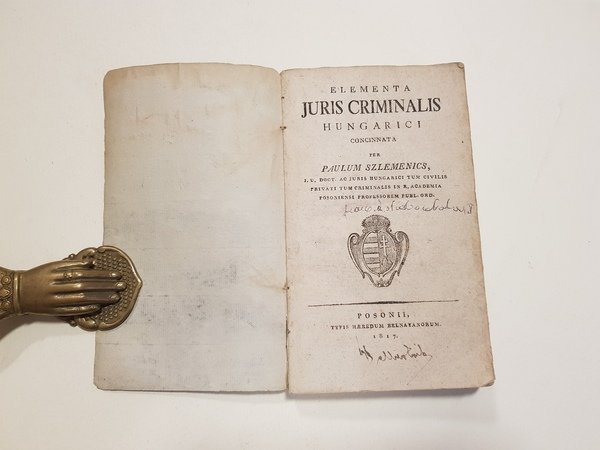 ELEMENTA
JURIS CRIMINALIS
HUNGARICI
CONCINNATA
PER
PAULUM SZLEMENICS,
I. U. DOCT. AC JURIS HUNGARICI TUM CIVILIS
PRIVATI TUM CRIMINALIS IN R. ACADEMIA
POSONIENSI PROFESSOREM PUBL. ORD.
POSONII,
TYPIS HÆREDUM BELNAYANORUM.
1817.